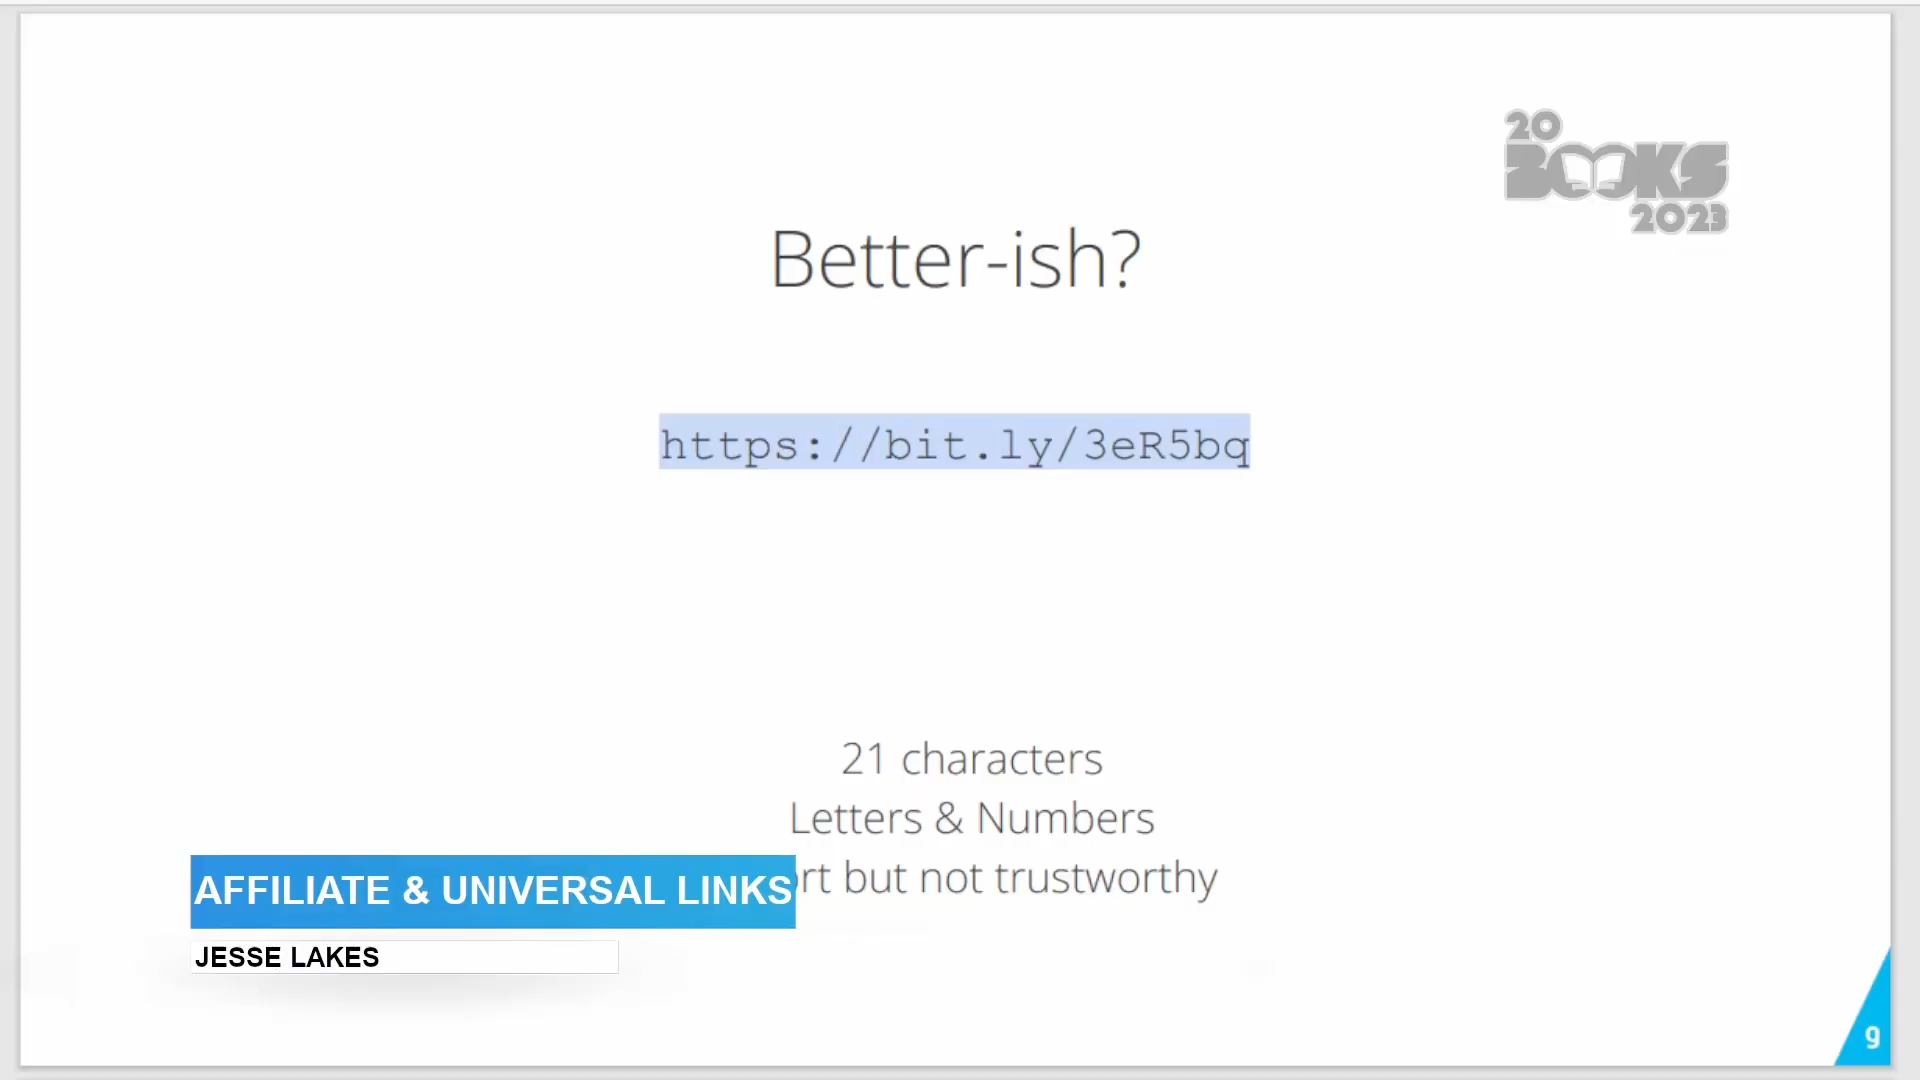 20
BOOKS
2023
Better-ish?
https://bit.ly/3eR5bq
21 characters
Letters & Numbers
but not trustworthy
AFFILIATE & UNIVERSAL LINKS
JESSE LAKES
9